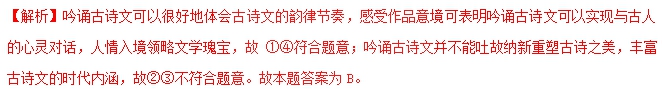 【解析】吟诵古诗文可以很好地体会古诗文的韵律节奏，感受作品意境可表明吟诵古诗文可以实现与古人
的心灵对话，人情入境领略文学瑰宝，故 ①④符合题意；吟诵古诗文并不能吐故纳新重塑古诗之美，丰富
古诗文的时代内涵，故②③不符合题意。故本题答案为 B。